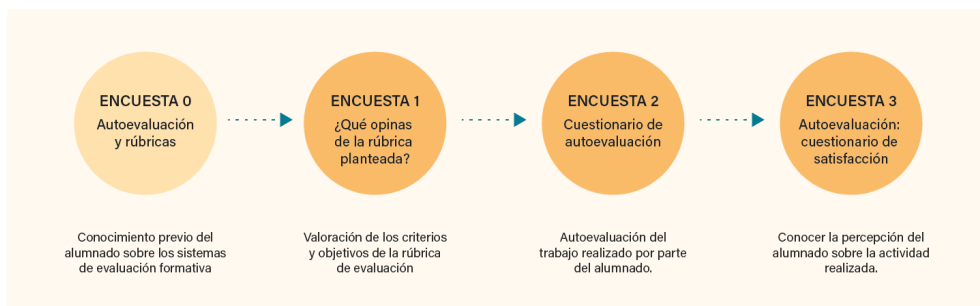 ENCUESTA 0
Autoevaluación
y rúbricas
ENCUESTA 1
¿Qué opinas
de la rúbrica
planteada?
ENCUESTA 2
Cuestionario de
autoevaluación
ENCUESTA 3
Autoevaluación:
cuestionario de
satisfacción
Conocimiento previo del
alumnado sobre los sistemas
de evaluación formativa
Valoración de los criterios
y objetivos de la rúbrica
de evaluación
Autoevaluación del
trabajo realizado por parte
del alumnado.
Conocer la percepción del
alumnado sobre la actividad
realizada.